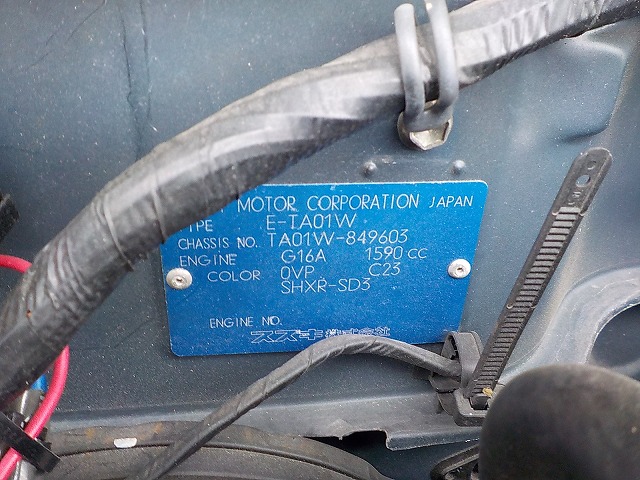 MOTOR CORPORATION JAPAN
TYPE E-TA01W
CHASSIS NO. TA01W-849603
ENGINE G16A 1590 CC
COLOR 0VP C23
SHXR-SD3
ENGINE NO.
スズキ株式会社